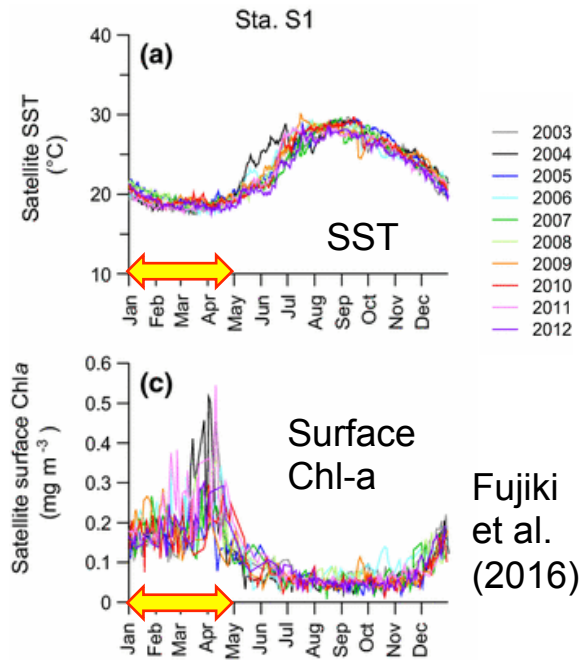 Sta. S1
(a)
40
30
20
10
Satellite SST
(°C)
SST
Jan Feb Mar Apr May Jun Jul Aug Sep Oct Nov Dec
2003
2004
2005
2006
2007
2008
2009
2010
2011
2012
(c)
0.6
0.5
0.4
0.3
0.2
0.1
0
Satellite surface Chla
(mg m-3)
Surface
Chl-a
Jan Feb Mar Apr May Jun Jul Aug Sep Oct Nov Dec
Fujiki
et al.
(2016)